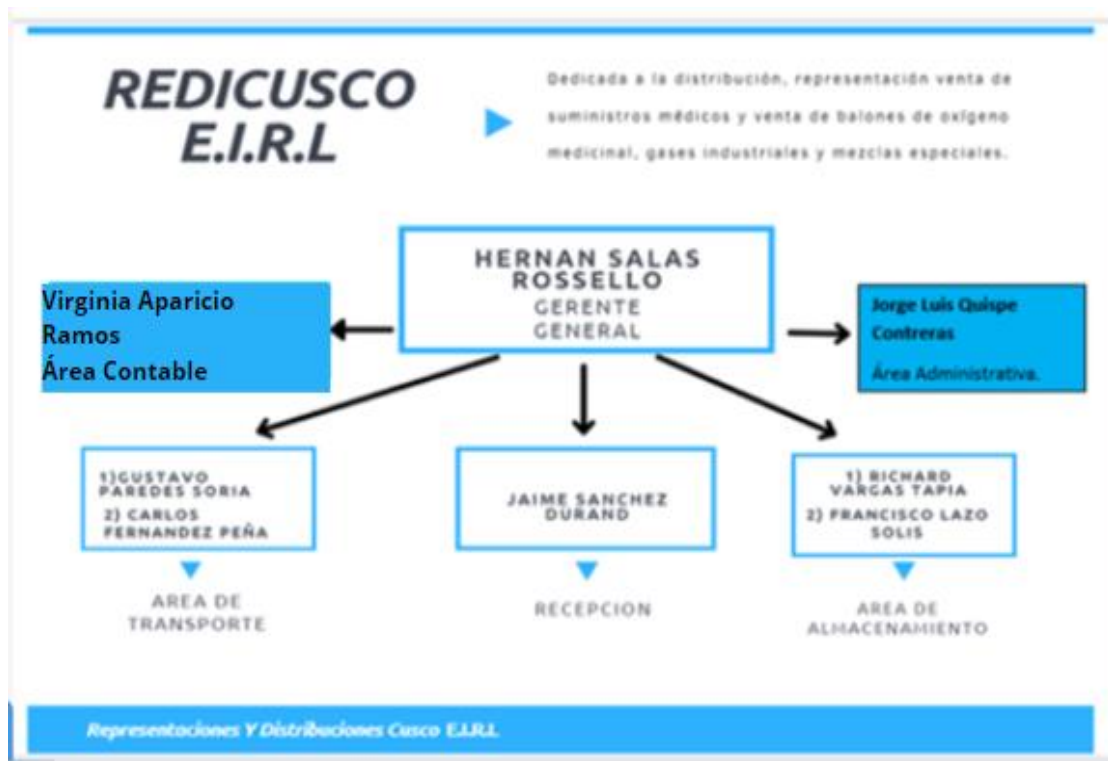 REDICUSCO
E.I.R.L
Dedicada a la distribución, representación venta de
suministros médicos y venta de balones de oxígeno
medicinal, gases industriales y mezclas especiales.
HERNAN SALAS
ROSSELLO
GERENTE
GENERAL
Virginia Aparicio
Ramos
Área Contable
Jorge Luis Quispe
Contreras
Área Administrativa.
1)GUSTAVO
PAREDES SORIA
2) CARLOS
FERNANDEZ PEÑA
AREA DE
TRANSPORTE
JAIME SANCHEZ
DURAND
RECEPCION
1) RICHARD
VARGAS TAPIA
2) FRANCISCO LAZO
SOLIS
AREA DE
ALMACENAMIENTO
Representaciones Y Distribuciones Cusco E.I.R.L